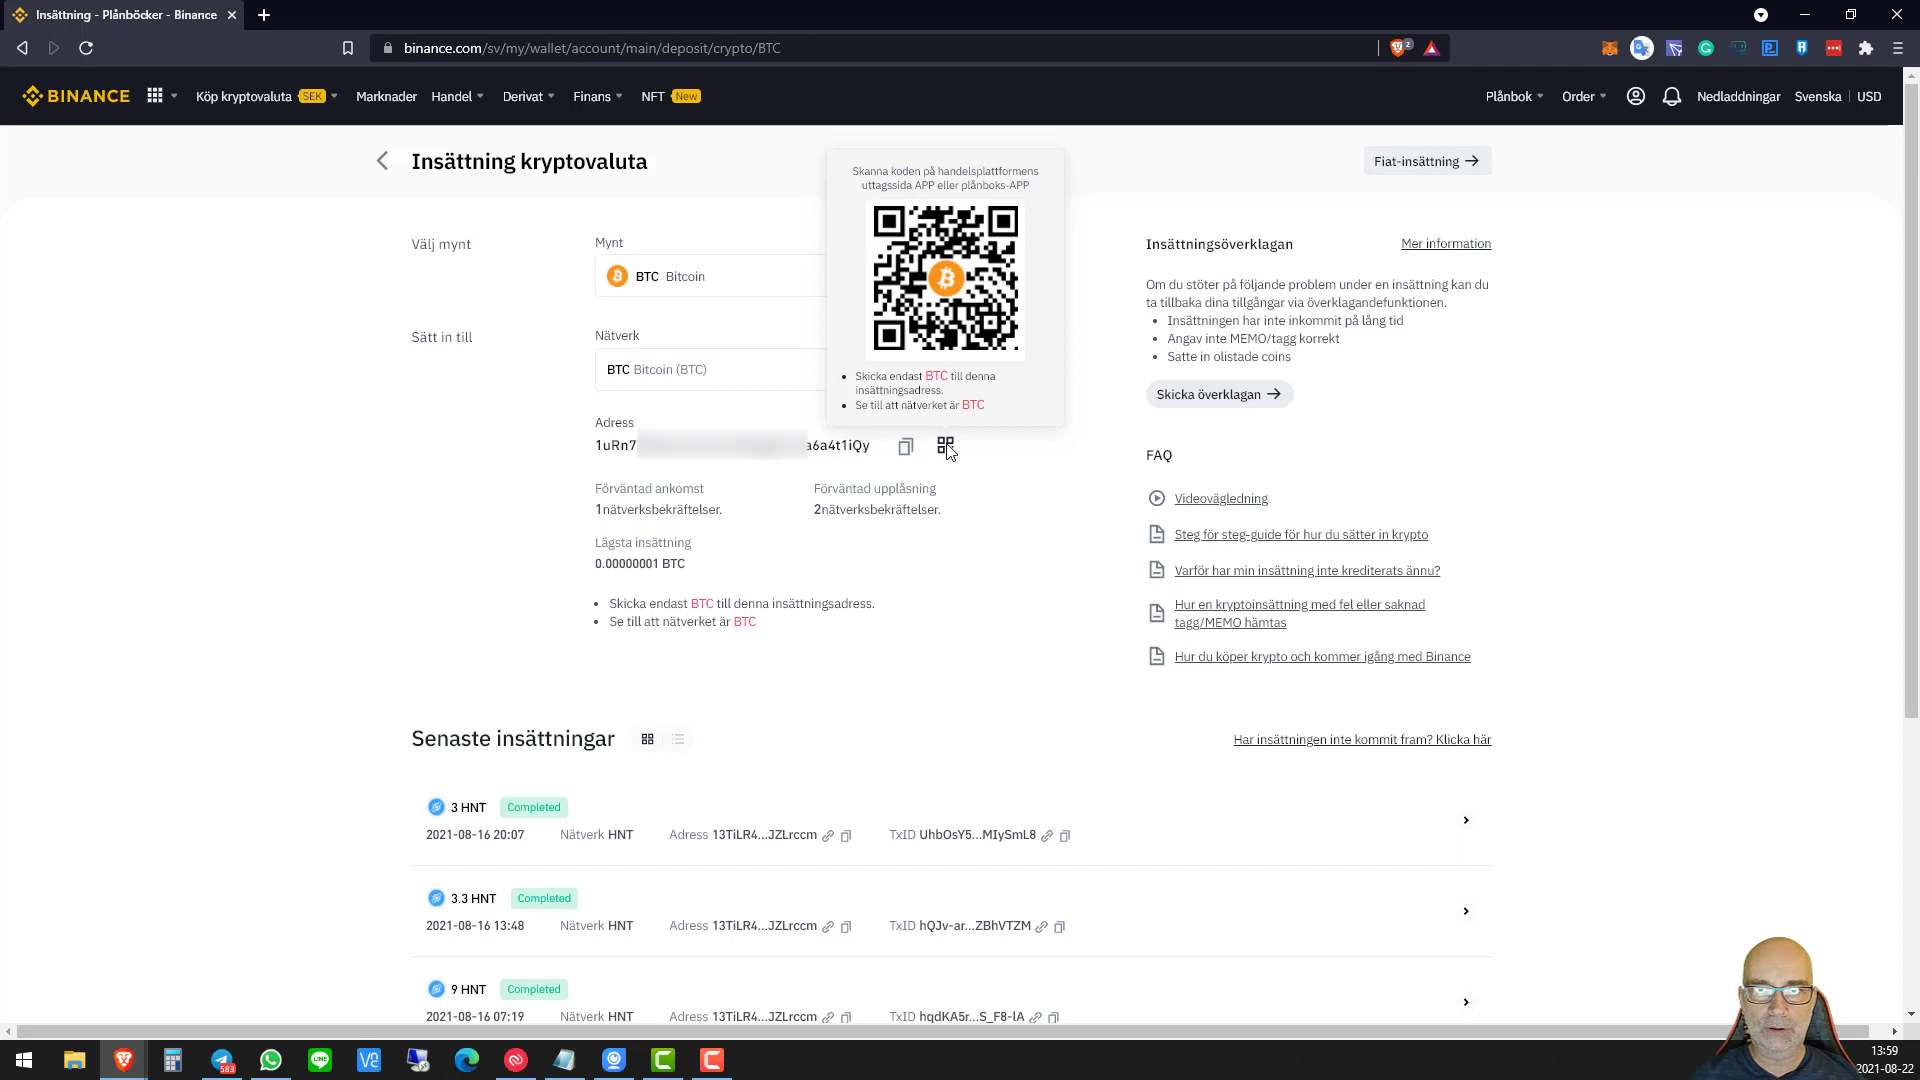 Insättning - Plånböcker - Binance
binance.com/sv/my/wallet/account/main/deposit/crypto/BTC
2
BINANCE Köp kryptovaluta SEK Marknader Handel Derivat Finans NFT New Plånbok Order Nedladdningar Svenska USD
Insättning kryptovaluta
Fiat-insättning
Skanna koden på handelsplattformens
uttagssida APP eller plånboks-APP
Skicka endast BTC till denna
insättningsadress.
Se till att nätverket är BTC
Välj mynt
Mynt
BTC Bitcoin
Sätt in till
Nätverk
BTC Bitcoin (BTC)
Adress
1uRn7 a6a4t1iQy
Förväntad ankomst
1nätverksbekräftelser.
Förväntad upplåsning
2nätverksbekräftelser.
Lägsta insättning
0.00000001 BTC
Skicka endast BTC till denna insättningsadress.
Se till att nätverket är BTC
Insättningsöverklagan
Mer information
Om du stöter på följande problem under en insättning kan du
ta tillbaka dina tillgångar via överklagandefunktionen.
Insättningen har inte inkommit på lång tid
Angav inte MEMO/tagg korrekt
Satte in olistade coins
Skicka överklagan
FAQ
Videovägledning
Steg för steg-guide för hur du sätter in krypto
Varför har min insättning inte krediterats ännu?
Hur en kryptoinsättning med fel eller saknad
tagg/MEMO hämtas
Hur du köper krypto och kommer igång med Binance
Senaste insättningar
Har insättningen inte kommit fram? Klicka här
3 HNT Completed
2021-08-16 20:07 Nätverk HNT Adress 13TiLR4...JZLrccm TxID UhbOsY5...MIySmL8
3.3 HNT Completed
2021-08-16 13:48 Nätverk HNT Adress 13TiLR4...JZLrccm TxID hQJv-ar...ZBhVTZM
9 HNT Completed
2021-08-16 07:19 Nätverk HNT Adress 13TiLR4...JZLrccm TxID hqdKA5r...S_F8-lA
583
LINE
13:59
2021-08-22